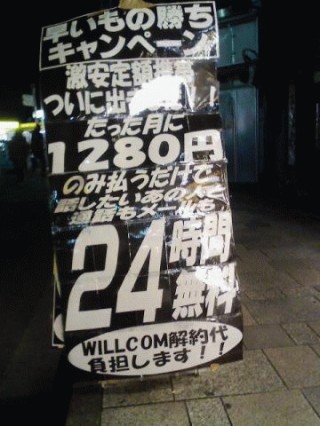 早いもの勝ち
キャンペーン
激安定額
ついに出
たった月に
1280円
のみ払うだけで
話したいあの人と
通話もメールも
24時間
無料
WILLCOM解約代
負担します!!